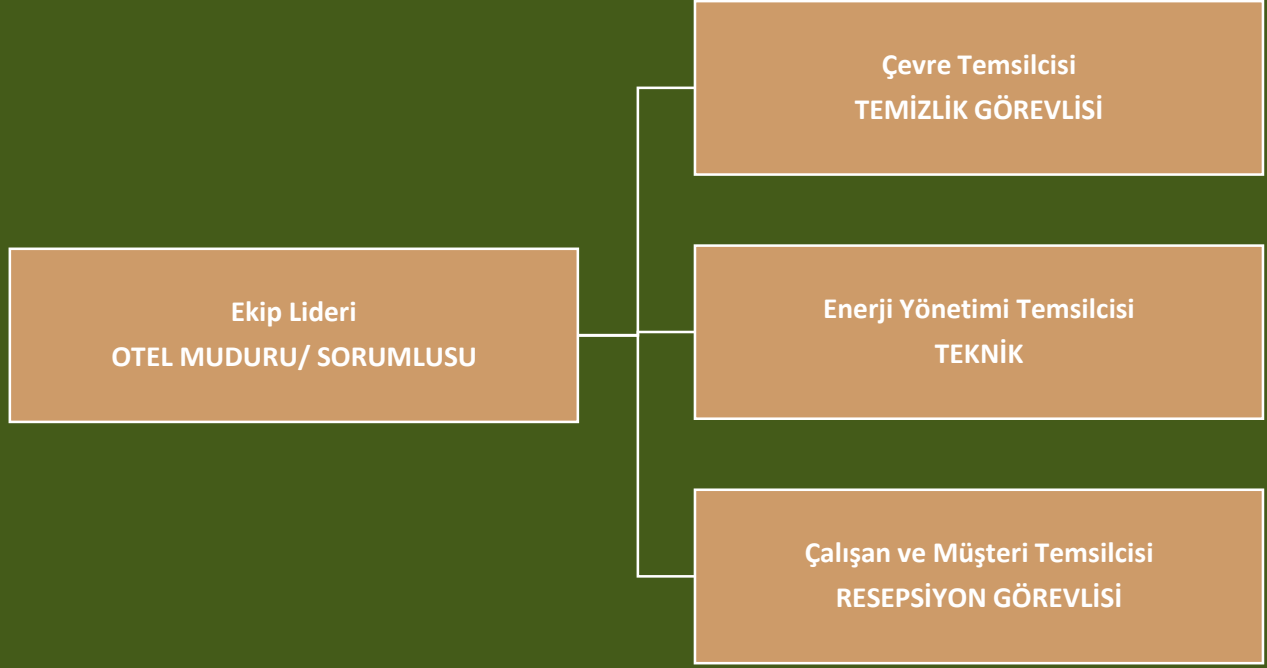 Çevre Temsilcisi
TEMİZLİK GÖREVLİSİ
Ekip Lideri
OTEL MUDURU/ SORUMLUSU
Enerji Yönetimi Temsilcisi
TEKNİK
Çalışan ve Müşteri Temsilcisi
RESEPSİYON GÖREVLİSİ